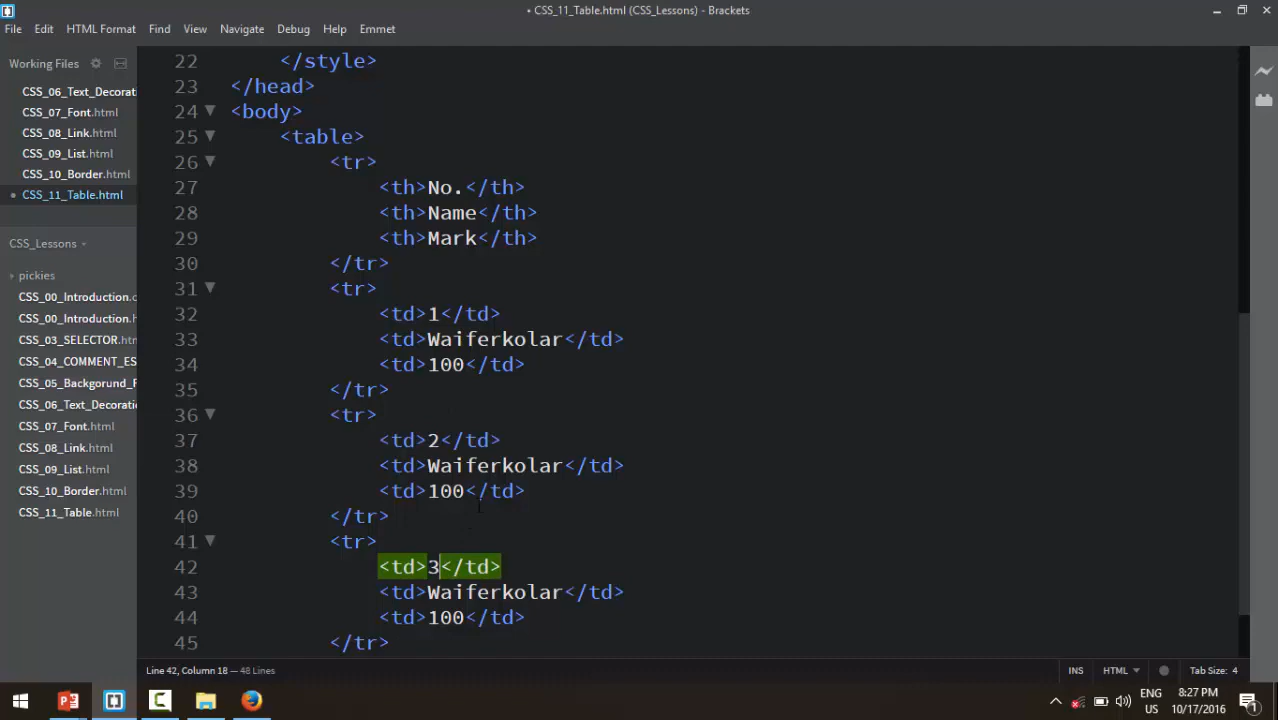 CSS_11_Table.html (CSS_Lessons) - Brackets
File Edit View Navigate Debug Help Emmet
HTML Format Find
Working Files
CSS_06_Text_Decorati
CSS_07_Font.html
CSS_08_Link.html
CSS_09_List.html
CSS_10_Border.html
CSS_11_Table.html
CSS_Lessons
pickies
CSS_00_Introduction.c
CSS_00_Introduction.h
CSS_03_SELECTOR.htm
CSS_04_COMMENT_ES
CSS_05_Backgorund_F
CSS_06_Text_Decoratio
CSS_07_Font.html
CSS_08_Link.html
CSS_09_List.html
CSS_10_Border.html
CSS_11_Table.html
22 </style>
23 </head>
24 <body>
25 <table>
26 <tr>
27 <th>No.</th>
28 <th>Name</th>
29 <th>Mark</th>
30 </tr>
31 <tr>
32 <td>1</td>
33 <td>Waiferkolar</td>
34 <td>100</td>
35 </tr>
36 <tr>
37 <td>2</td>
38 <td>Waiferkolar</td>
39 <td>100</td>
40 </tr>
41 <tr>
42 <td>3</td>
43 <td>Waiferkolar</td>
44 <td>100</td>
45 </tr>
Line 42, Column 18 — 48 Lines
INS HTML Tab Size: 4
ENG 8:27 PM
US 10/17/2016
1